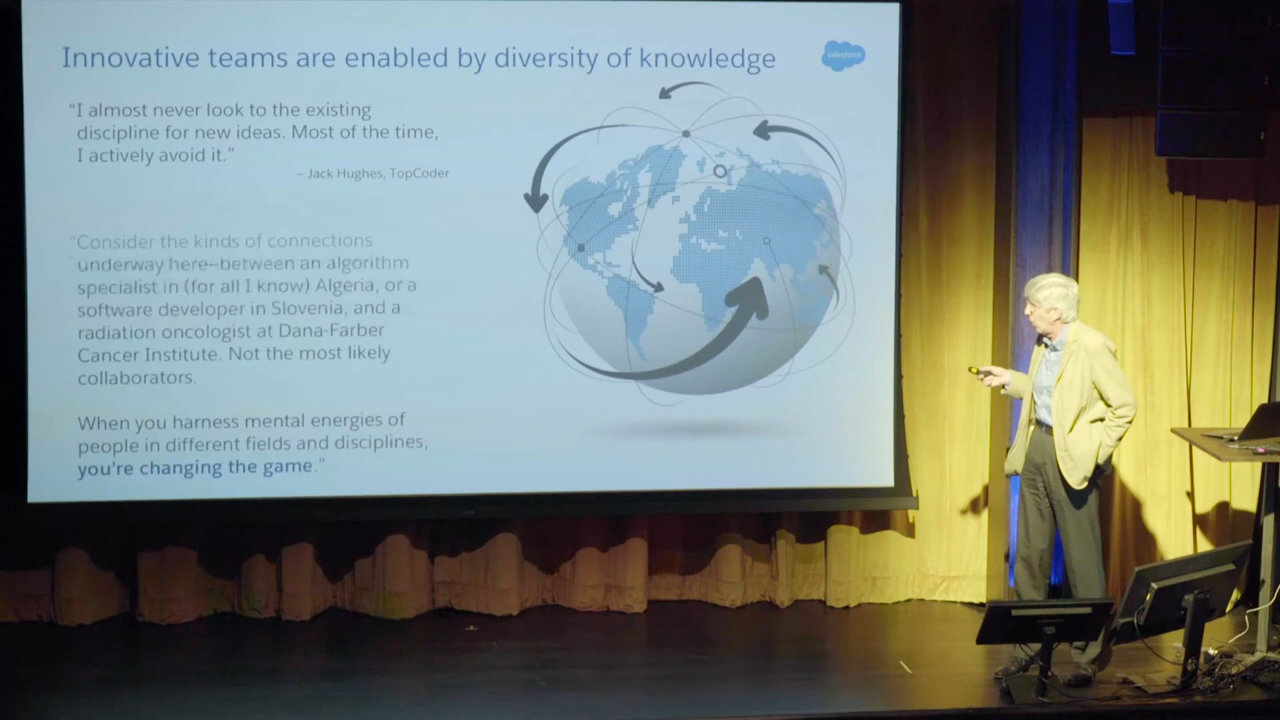 Innovative teams are enabled by diversity of knowledge
salesforce
“I almost never look to the existing
discipline for new ideas. Most of the time,
I actively avoid it.”
– Jack Hughes, TopCoder
“Consider the kinds of connections
underway here–between an algorithm
specialist in (for all I know) Algeria, or a
software developer in Slovenia, and a
radiation oncologist at Dana-Farber
Cancer Institute. Not the most likely
collaborators.
When you harness mental energies of
people in different fields and disciplines,
you’re changing the game.”